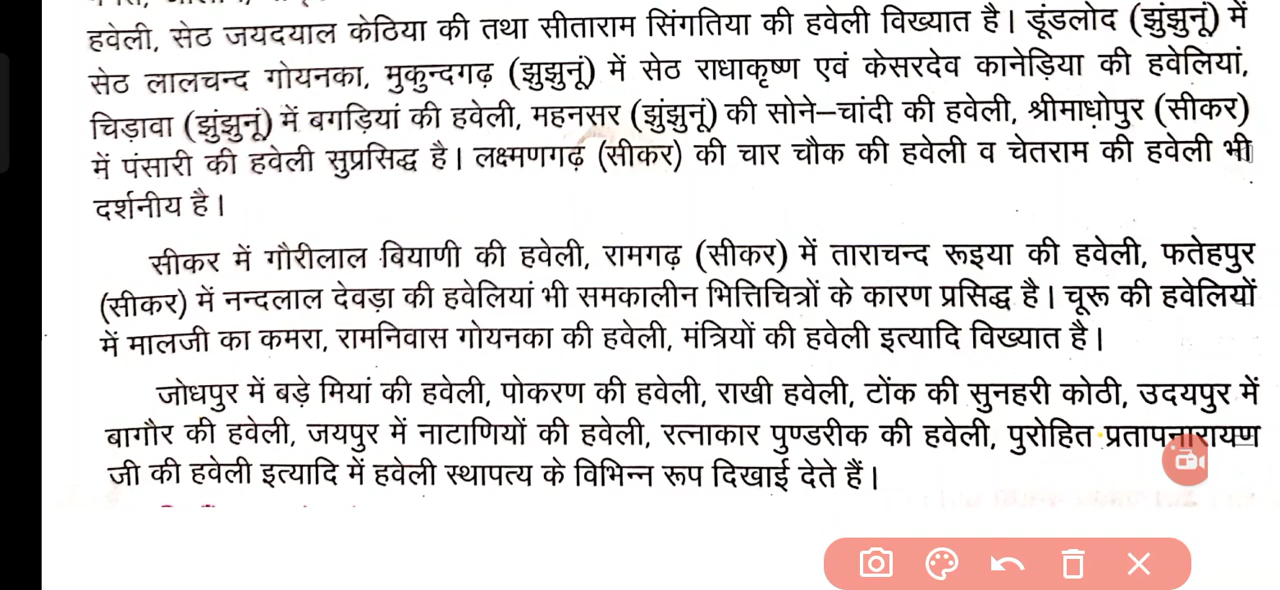 हवेली, सेठ जयदयाल केठिया की तथा सीताराम सिंगतिया की हवेली विख्यात है। डूंडलोद (झुंझुनूं) में
सेठ लालचन्द गोयनका, मुकुन्दगढ़ (झुझुनूं) में सेठ राधाकृष्ण एवं केसरदेव कानेड़िया की हवेलियां,
चिड़ावा (झुंझुनूं) में बगड़ियां की हवेली, महनसर (झुंझुनूं) की सोने–चांदी की हवेली, श्रीमाधोपुर (सीकर)
में पंसारी की हवेली सुप्रसिद्ध है। लक्ष्मणगढ़ (सीकर) की चार चौक की हवेली व चेतराम की हवेली भी
दर्शनीय है।
सीकर में गौरीलाल बियाणी की हवेली, रामगढ़ (सीकर) में ताराचन्द रूइया की हवेली, फतेहपुर
(सीकर) में नन्दलाल देवड़ा की हवेलियां भी समकालीन भित्तिचित्रों के कारण प्रसिद्ध है। चूरू की हवेलियों
में मालजी का कमरा, रामनिवास गोयनका की हवेली, मंत्रियों की हवेली इत्यादि विख्यात है।
जोधपुर में बड़े मियां की हवेली, पोकरण की हवेली, राखी हवेली, टोंक की सुनहरी कोठी, उदयपुर में
बागौर की हवेली, जयपुर में नाटाणियों की हवेली, रत्नाकार पुण्डरीक की हवेली, पुरोहित प्रतापनारायण
जी की हवेली इत्यादि में हवेली स्थापत्य के विभिन्न रूप दिखाई देते हैं।